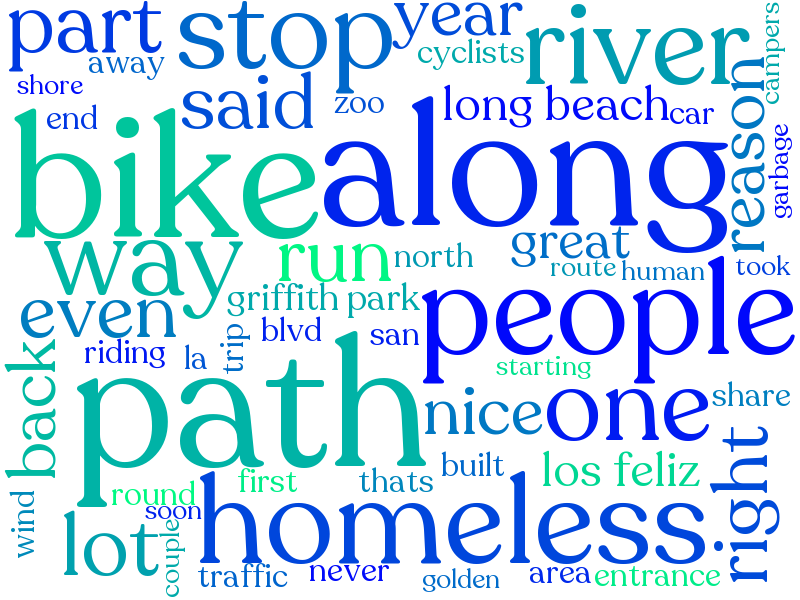 part
stop
year
river
campers
away
cyclists
shore
said
zoo
long beach
car
reason
end
garbage
bike
along
way
run
north
great
route
human
took
even
griffith park
people
riding
la
trip
blvd
san
starting
back
path
nice
one
share
built
los feliz
right
wind
round
first
thats
soon
homeless
lot
couple
traffic
never
golden
area
entrance